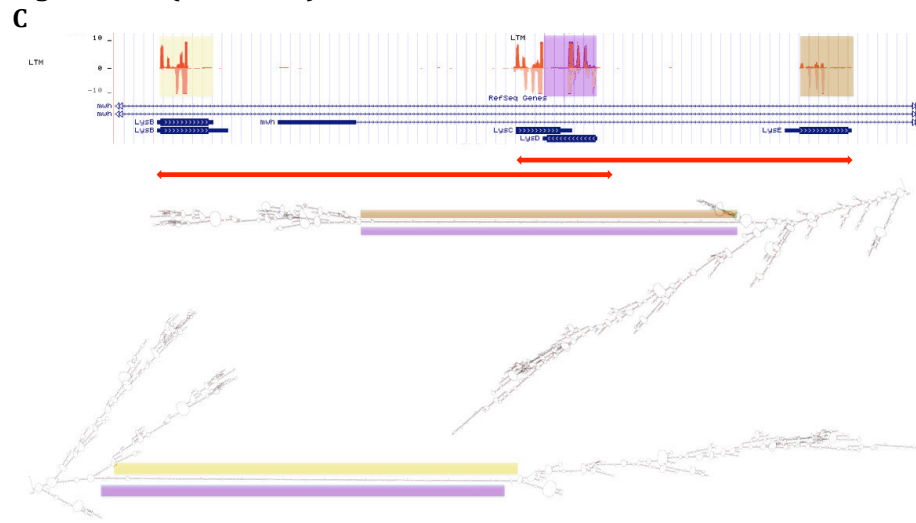 C
10
LTM
LTM
0
-10
RefSeq Genes
mwh
mwh
LysB
mwh
LysC
LysE
LysB
LysD